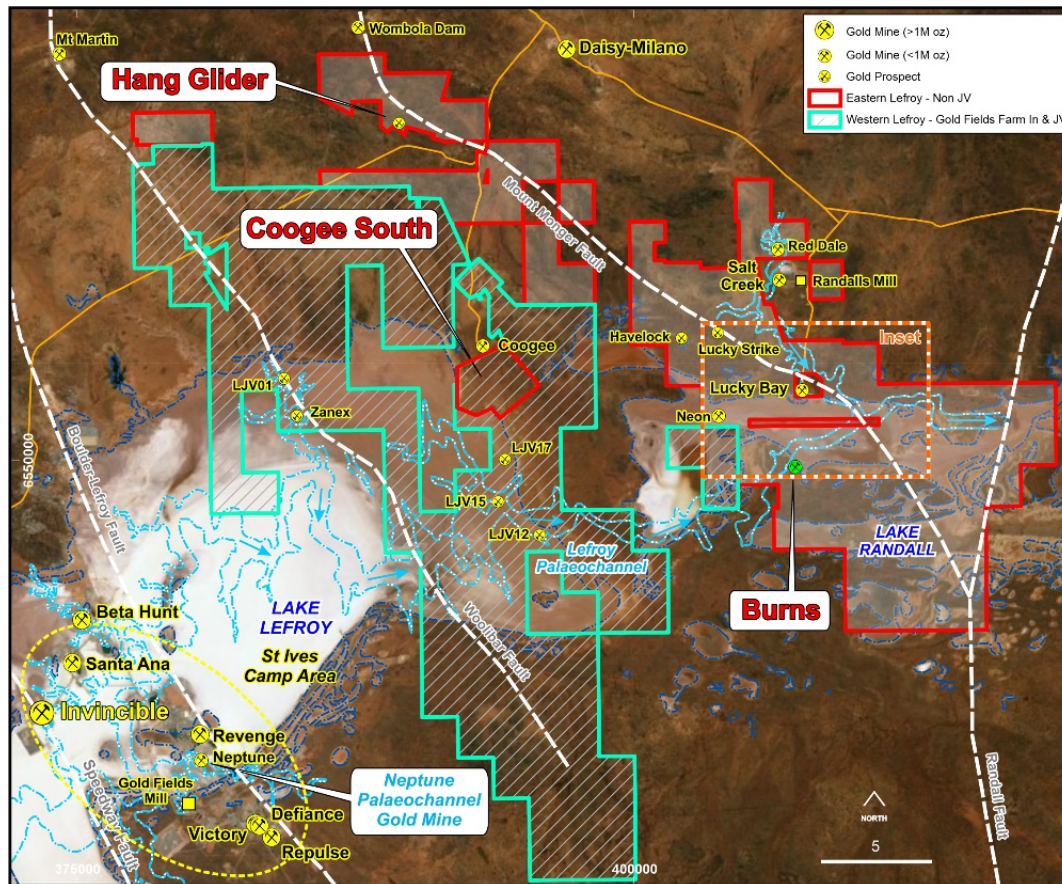 Mt Martin
Wombola Dam
Daisy-Milano
Gold Mine (>1M oz)
Gold Mine (<1M oz)
Gold Prospect
Eastern Lefroy - Non JV
Western Lefroy - Gold Fields Farm In & JV
Hang Glider
Coogee South
Mount Monger Fault
Red Dale
Salt
Creek
Randalls Mill
Inset
Havelock
Lucky Strike
Coogee
Lucky Bay
LJV01
Zanex
Neon
LJV17
6550000
Boulder-Lefroy Fault
LJV15
LJV12
Lefroy
Palaeochannel
LAKE
RANDALL
Burns
LAKE
LEFROY
Woolibar Fault
Beta Hunt
St Ives
Camp Area
Santa Ana
Invincible
Revenge
Neptune
Gold Fields
Mill
Neptune
Palaeochannel
Gold Mine
Speedway Fault
Defiance
Victory
Repulse
Randall Fault
NORTH
5
375000
400000